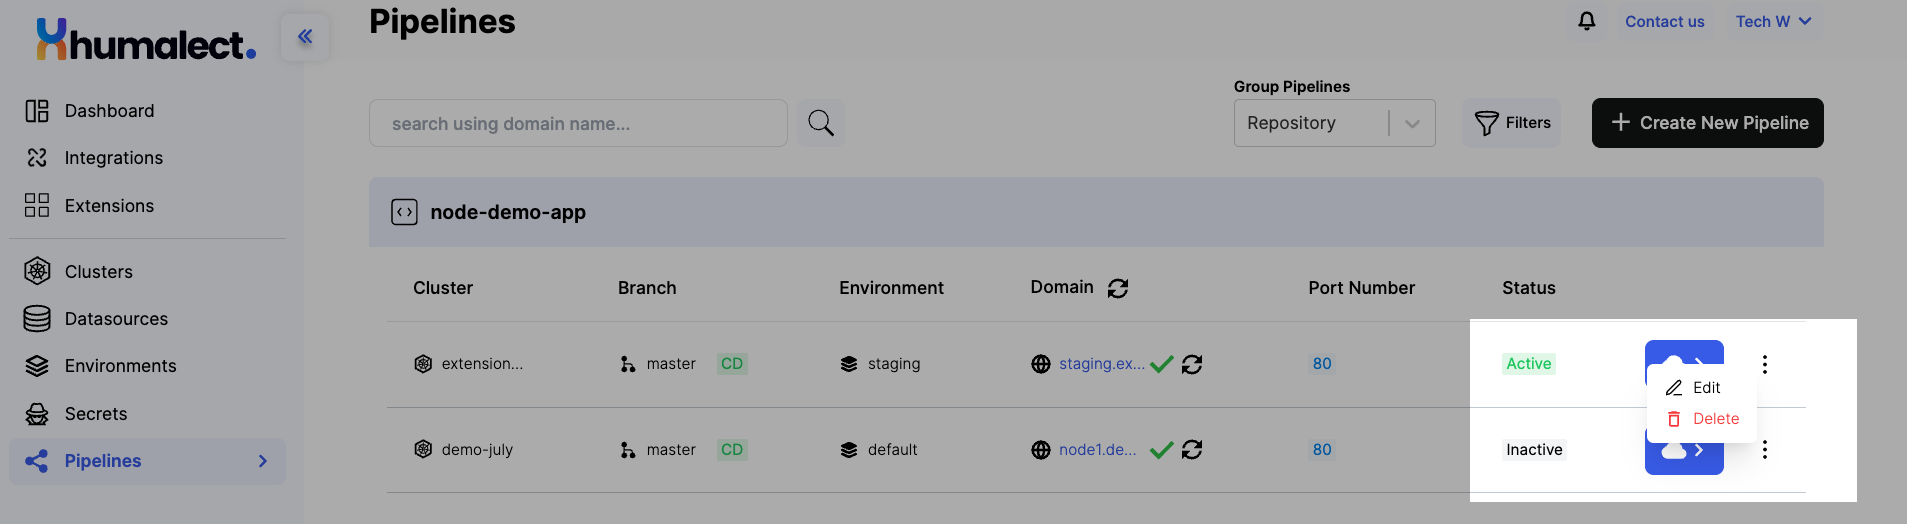 humalect.
Pipelines
Contact us
Tech W
Dashboard
Integrations
Extensions
Clusters
Datasources
Environments
Secrets
Pipelines
search using domain name...
Group Pipelines
Repository
Filters
+ Create New Pipeline
node-demo-app
Cluster Branch Environment Domain Port Number Status
extension... master CD staging staging.ex... 80 Active
Edit
Delete
demo-july master CD default node1.de... 80 Inactive